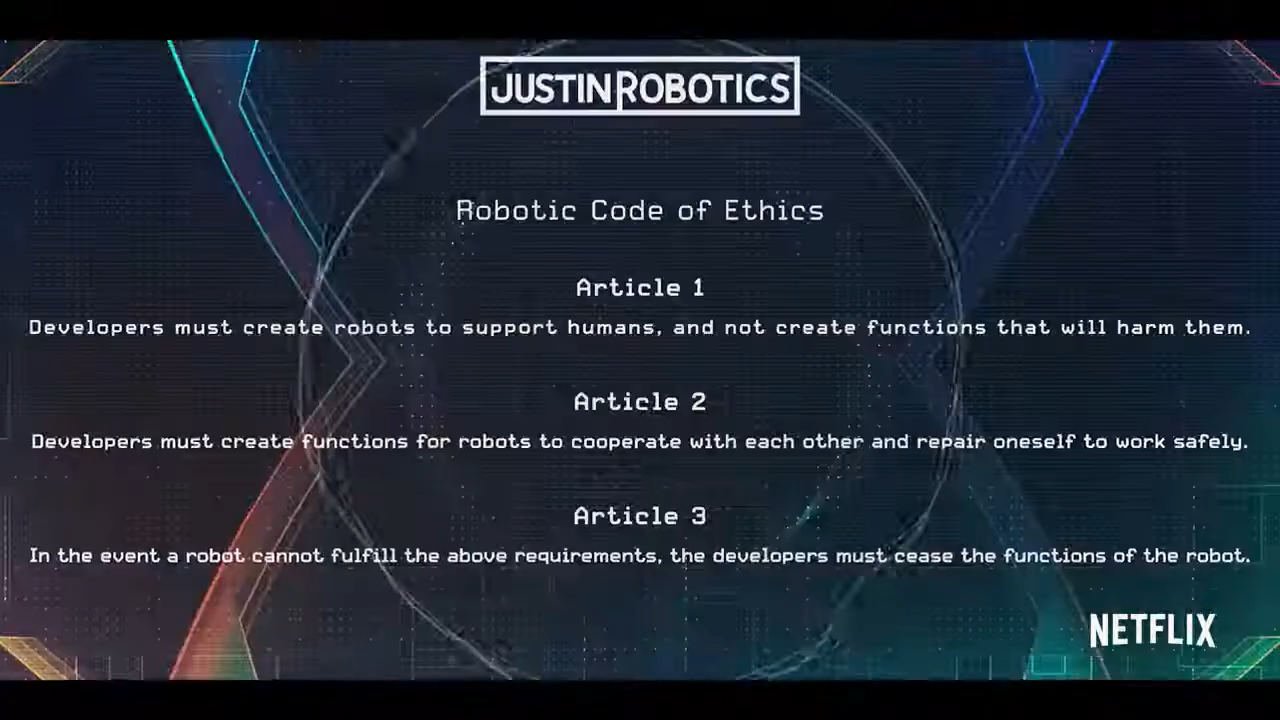 JUSTINROBOTICS
Robotic Code of Ethics
Article 1
Developers must create robots to support humans, and not create functions that will harm them.
Article 2
Developers must create functions for robots to cooperate with each other and repair oneself to work safely.
Article 3
In the event a robot cannot fulfill the above requirements, the developers must cease the functions of the robot.
NETFLIX